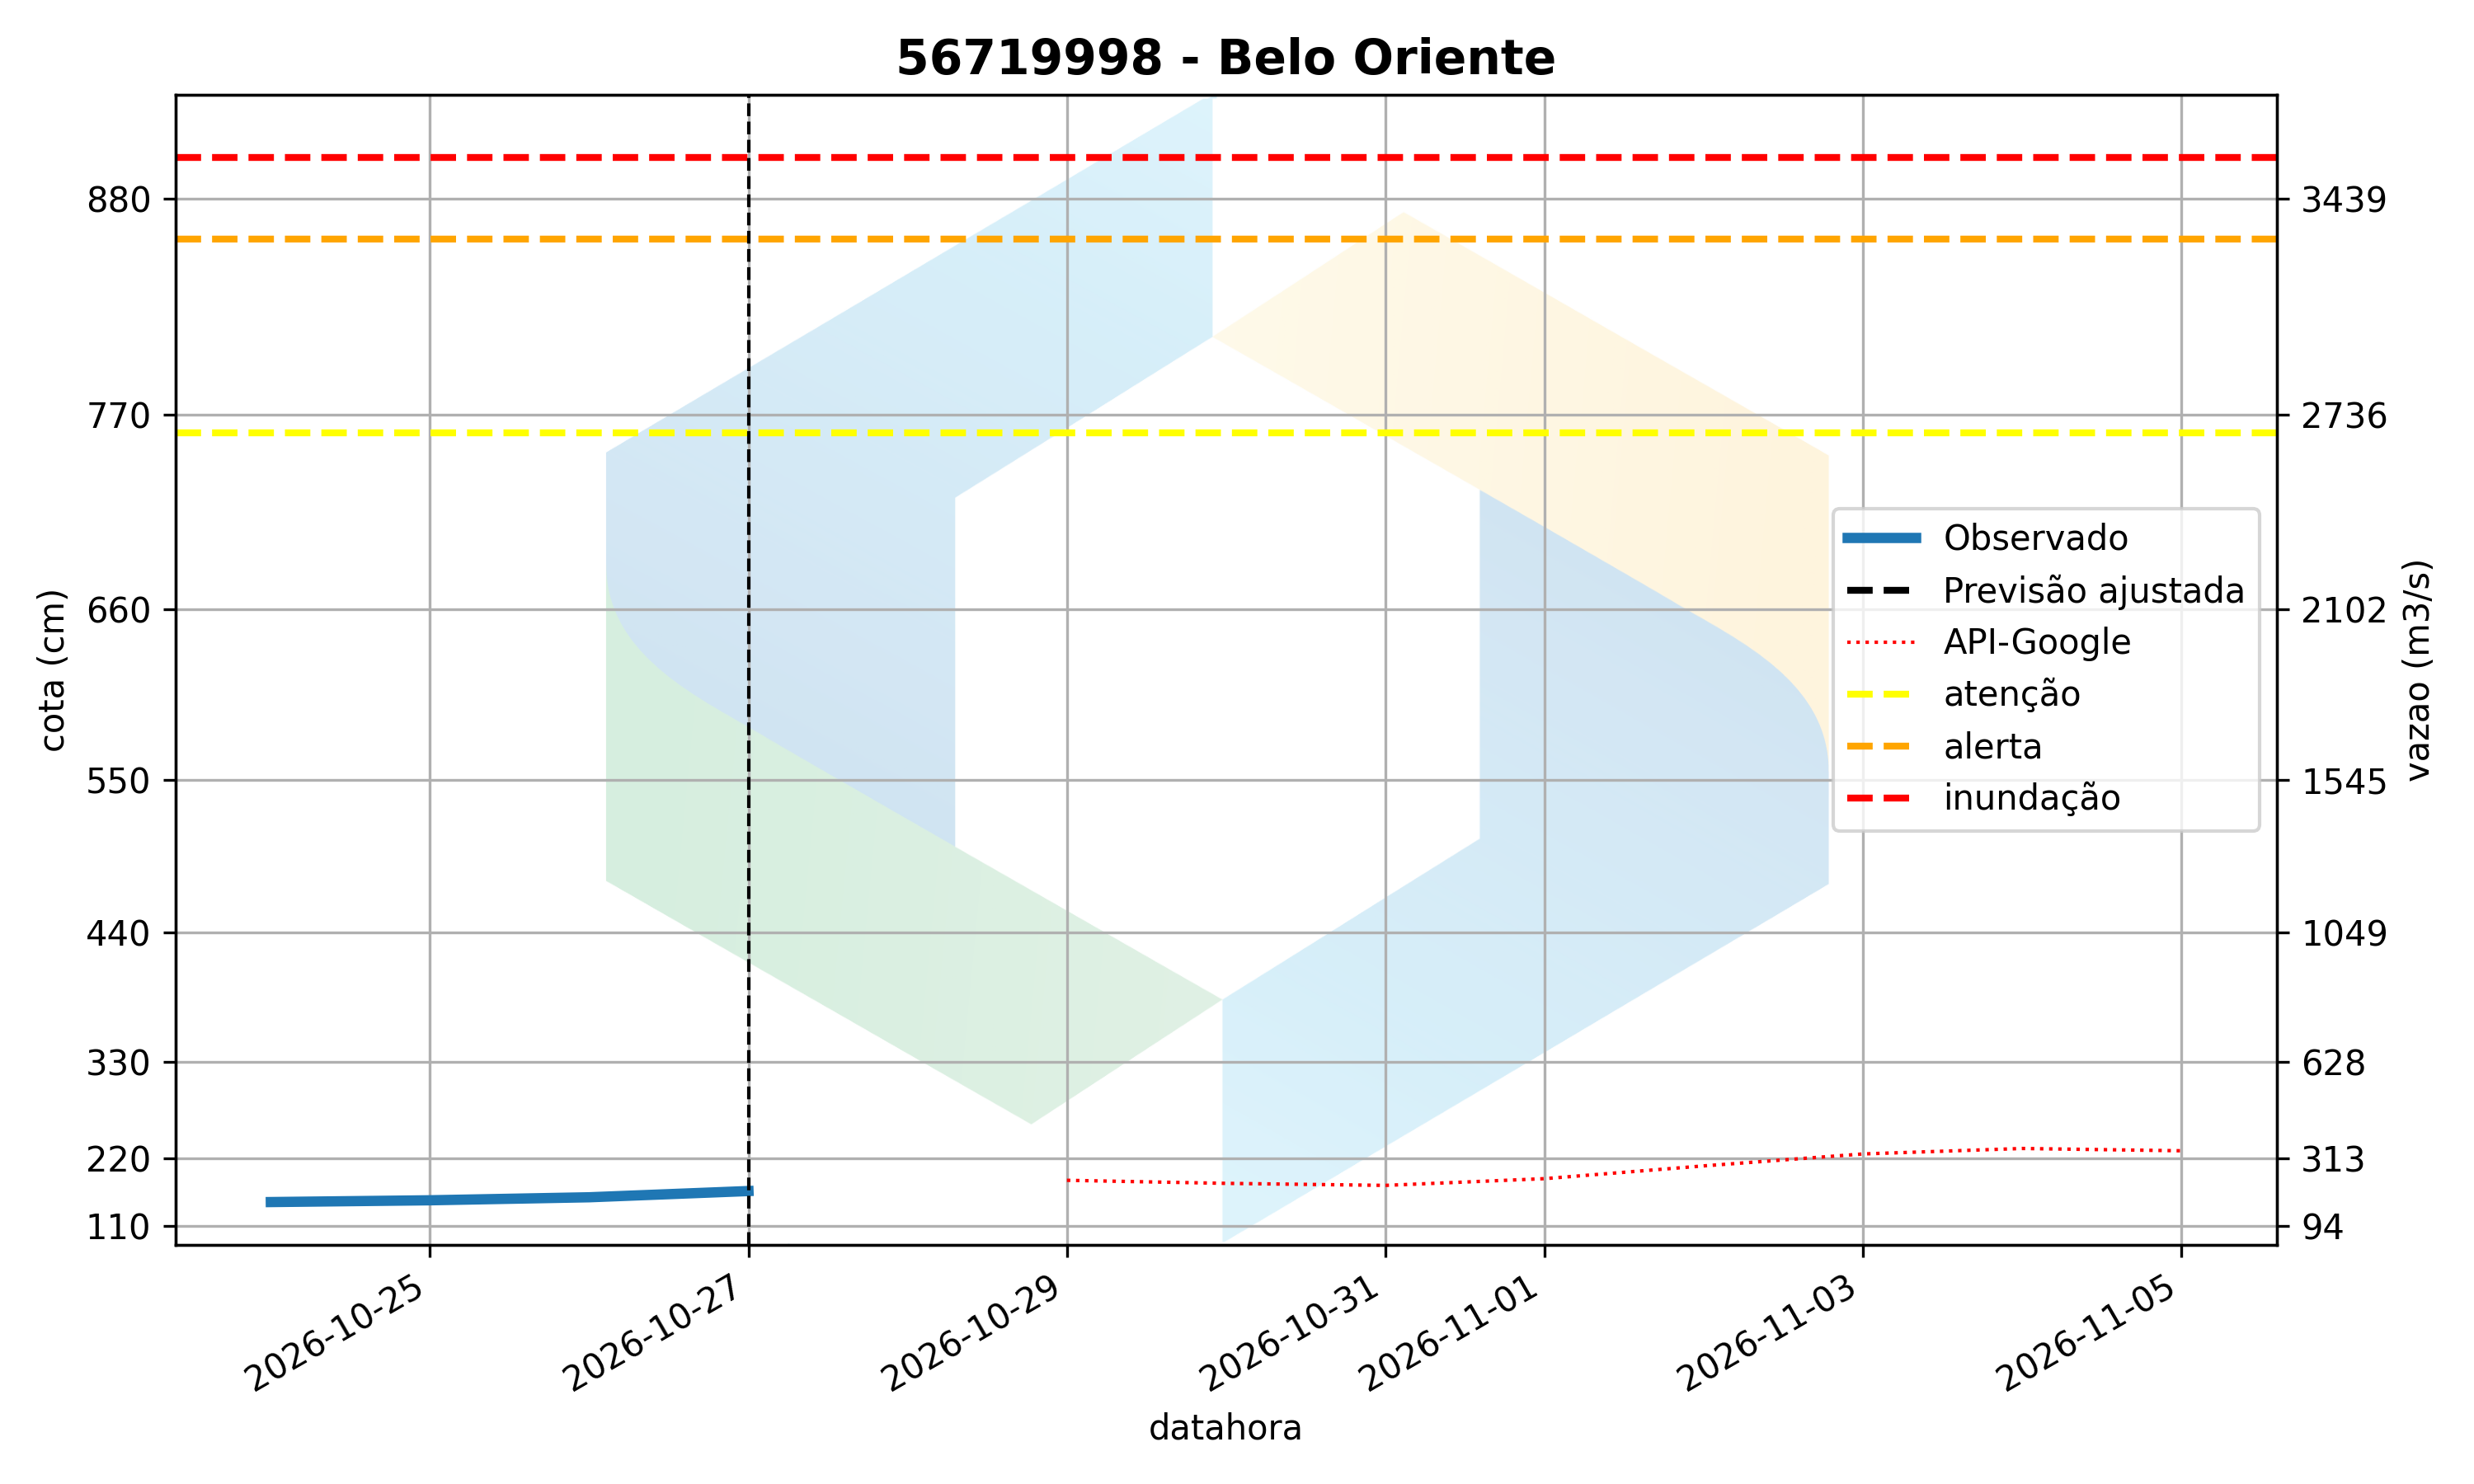 56719998 - Belo Oriente
cota (cm)
880
770
660
550
440
330
220
110
3439
2736
2102
1545
1049
628
313
94
vazao (m3/s)
Observado
Previsão ajustada
API-Google
atenção
alerta
inundação
2026-10-25
2026-10-27
2026-10-29
2026-10-31
2026-11-01
2026-11-03
2026-11-05
datahora